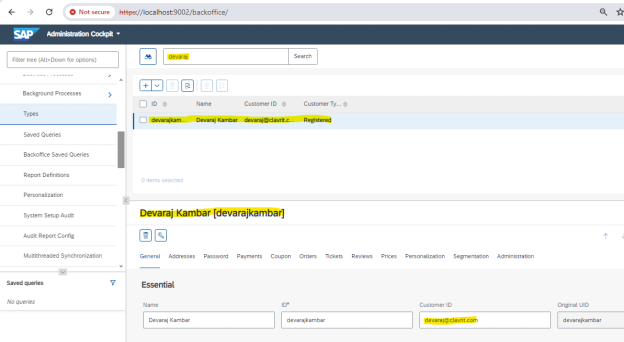 Not secure https://localhost:9002/backoffice/
SAP Administration Cockpit
Filter tree (Alt+Down for options)
devaraj Search
Background Processes
Types
Saved Queries
Backoffice Saved Queries
Report Definitions
Personalization
System Setup Audit
Audit Report Config
Multithreaded Synchronization
Saved queries
No queries
ID Name Customer ID Customer Ty...
devarajkam... Devaraj Kambar devaraj@clavrit.c... Registered
0 items selected
Devaraj Kambar [devarajkambar]
General Addresses Password Payments Coupon Orders Tickets Reviews Prices Personalization Segmentation Administration
Essential
Name ID* Customer ID Original UID
Devaraj Kambar devarajkambar devaraj@clavrit.com devarajkambar